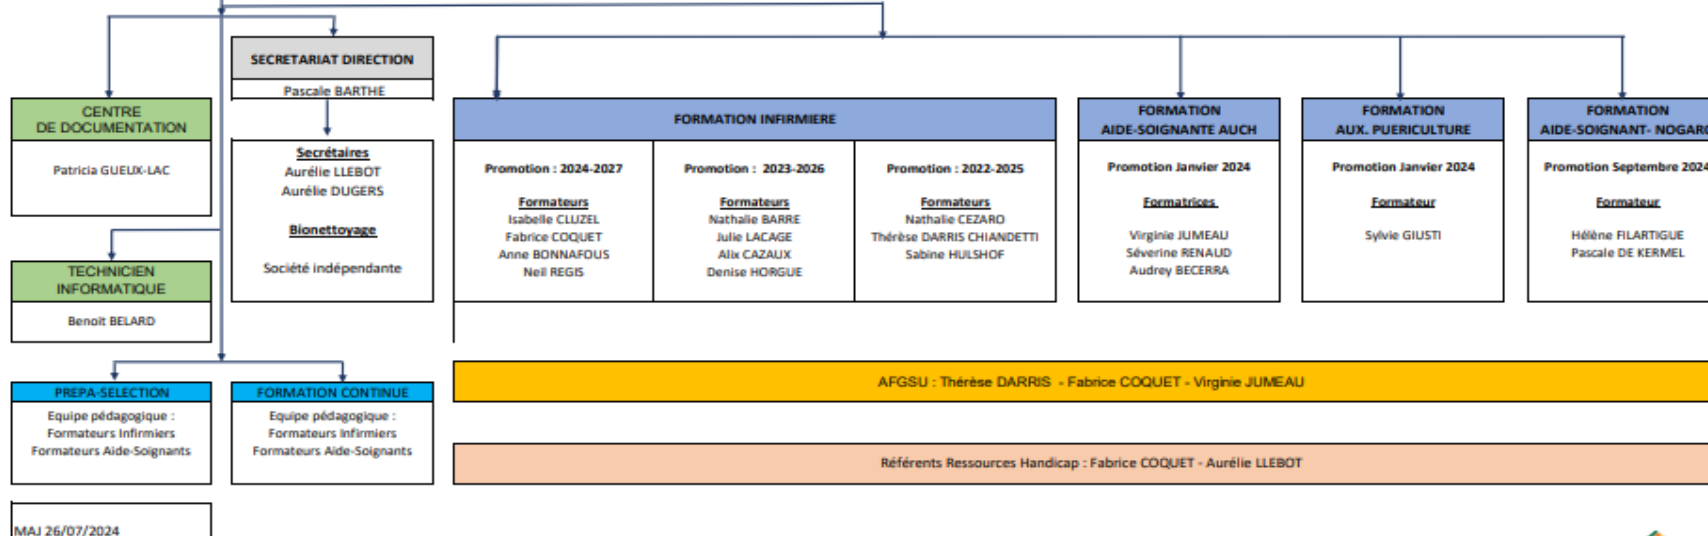 SECRETARIAT DIRECTION
Pascale BARTHE
CENTRE
DE DOCUMENTATION
Patricia GUEUX-LAC
Secrétaires
Aurélie LLEBOT
Aurélie DUGERS
Bionettoyage
Société indépendante
TECHNICIEN
INFORMATIQUE
Benoit BELARD
FORMATION INFIRMIERE
Promotion : 2024-2027
Formateurs
Isabelle CLUZEL
Fabrice COQUET
Anne BONNAFOUS
Neil REGIS
Promotion : 2023-2026
Formateurs
Nathalie BARRE
Julie LACAGE
Alix CAZAUX
Denise HORGUE
Promotion : 2022-2025
Formateurs
Nathalie CEZARO
Thérèse DARRIS CHIANDETTI
Sabine HULSHOF
FORMATION
AIDE-SOIGNANTE AUCH
Promotion Janvier 2024
Formatrices
Virginie JUMEAU
Séverine RENAUD
Audrey BECERRA
FORMATION
AUX. PUERICULTURE
Promotion Janvier 2024
Formateur
Sylvie GIUSTI
FORMATION
AIDE-SOIGNANT- NOGARO
Promotion Septembre 2024
Formateur
Hélène FILARTIGUE
Pascale DE KERMEL
PREPA-SELECTION
Equipe pédagogique :
Formateurs Infirmiers
Formateurs Aide-Soignants
FORMATION CONTINUE
Equipe pédagogique :
Formateurs Infirmiers
Formateurs Aide-Soignants
AFGSU : Thérèse DARRIS - Fabrice COQUET - Virginie JUMEAU
Référents Ressources Handicap : Fabrice COQUET - Aurélie LLEBOT
MAJ 26/07/2024